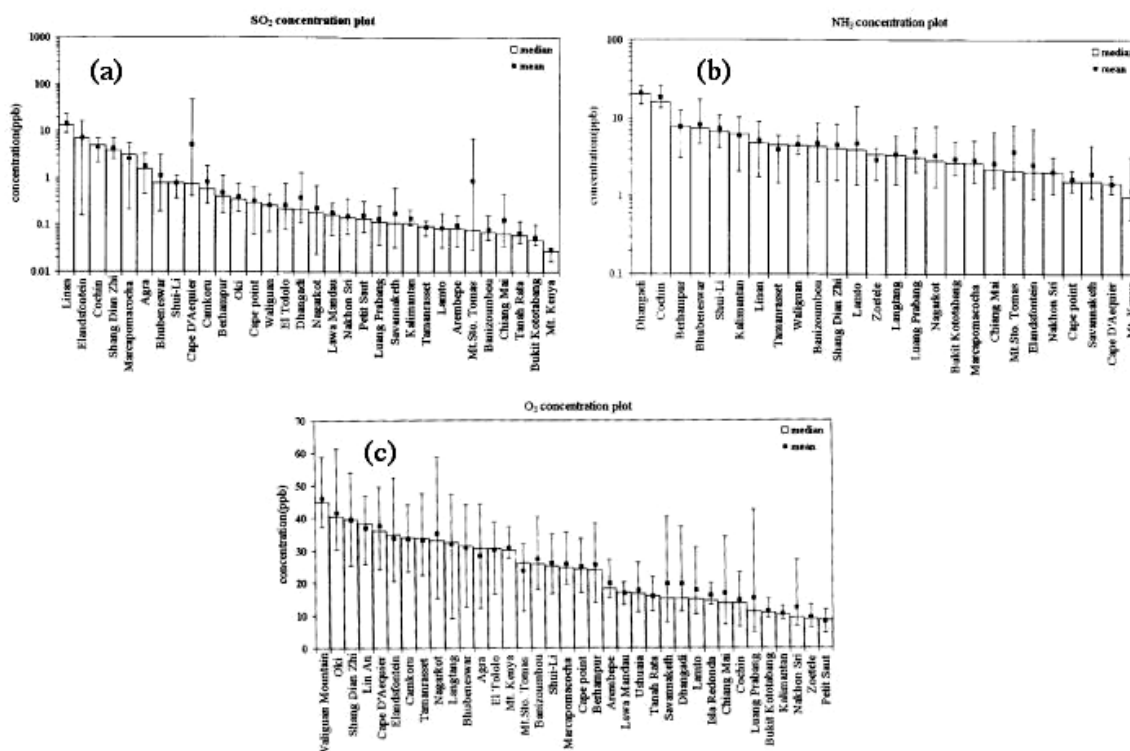 SO2 concentration plot
(a)
median
mean
concentration(ppb)
1000
100
10
1
0.1
0.01
Linan
Elandsfontein
Cochin
Shang Dian Zhi
Marcapomacocha
Agra
Bhubeneswar
Shui-Li
Cape D'Aequier
Camkoru
Berhampur
Oki
Cape point
Waliguan
El Tololo
Dhangadi
Nagarkot
Lawa Mandau
Nakhon Sri
Petit Saut
Luang Prabang
Savannaketh
Kalimantan
Tamanrasset
Lamto
Arembepe
Mt.Sto. Tomas
Banizoumbou
Chiang Mai
Tanah Rata
Bukit Kototabang
Mt. Kenya
NH3 concentration plot
(b)
median
mean
concentration(ppb)
100
10
1
0.1
Dhangadi
Cochin
Berhampur
Bhubeneswar
Shui-Li
Kalimantan
Linan
Tamanrasset
Waliguan
Banizoumbou
Shang Dian Zhi
Lamto
Zoetele
Langtang
Luang Prabang
Nagarkot
Bukit Kototabang
Marcapomacocha
Chiang Mai
Mt.Sto. Tomas
Elandsfontein
Nakhon Sri
Cape point
Savannaketh
Cape D'Aequier
O3 concentration plot
(c)
median
mean
concentration(ppb)
70
60
50
40
30
20
10
0
Waliguan Mountain
Oki
Shang Dian Zhi
Lin An
Cape D'Aequier
Elandsfontein
Camkoru
Tamanrasset
Nagarkot
Langtang
Bhubeneswar
Agra
El Tololo
Mt. Kenya
Mt.Sto. Tomas
Banizoumbou
Shui-Li
Marcapomacocha
Cape point
Berhampur
Arembepe
Lawa Mandau
Ushuaia
Tanah Rata
Savannaketh
Dhangadi
Lamto
Isla Redonda
Chiang Mai
Cochin
Luang Prabang
Bukit Kototabang
Kalimantan
Nakhon Sri
Zoetele
Petit Saut